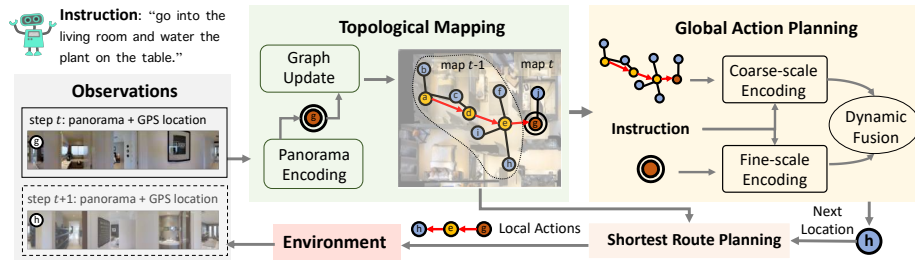 Instruction: “go into the
living room and water the
plant on the table.”
Observations
step t: panorama + GPS location
g
step t+1: panorama + GPS location
h
Topological Mapping
Graph
Update
g
Panorama
Encoding
map t-1
map t
b
a
c
d
f
e
i
h
g
j
Global Action Planning
Coarse-scale
Encoding
Instruction
Fine-scale
Encoding
Dynamic
Fusion
Next
Location
h
Shortest Route Planning
h
e
g
Local Actions
Environment